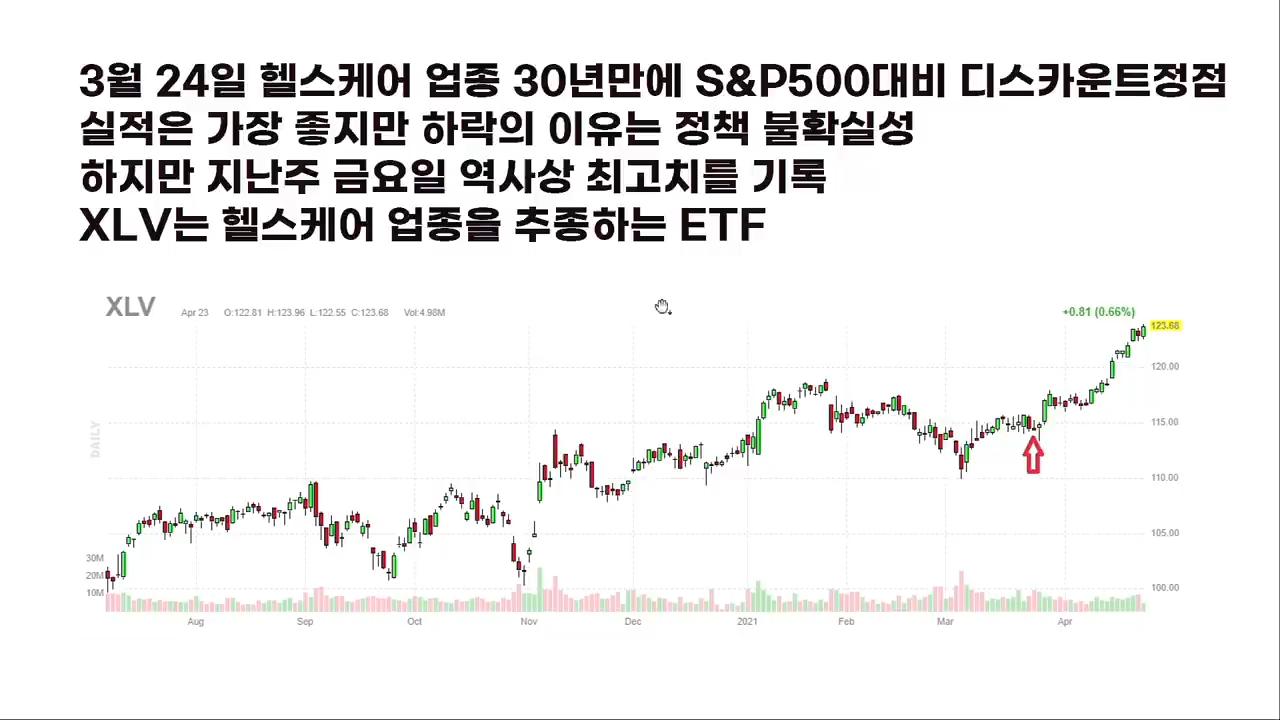 3월 24일 헬스케어 업종 30년만에 S&P500대비 디스카운트정점
실적은 가장 좋지만 하락의 이유는 정책 불확실성
하지만 지난주 금요일 역사상 최고치를 기록
XLV는 헬스케어 업종을 추종하는 ETF
XLV Apr 23 O:122.81 H:123.96 L:122.55 C:123.68 Vol:4.98M +0.81 (0.66%)
123.68
120.00
115.00
DAILY
110.00
105.00
30M
20M
100.00
10M
Aug Sep Oct Nov Dec 2021 Feb Mar Apr